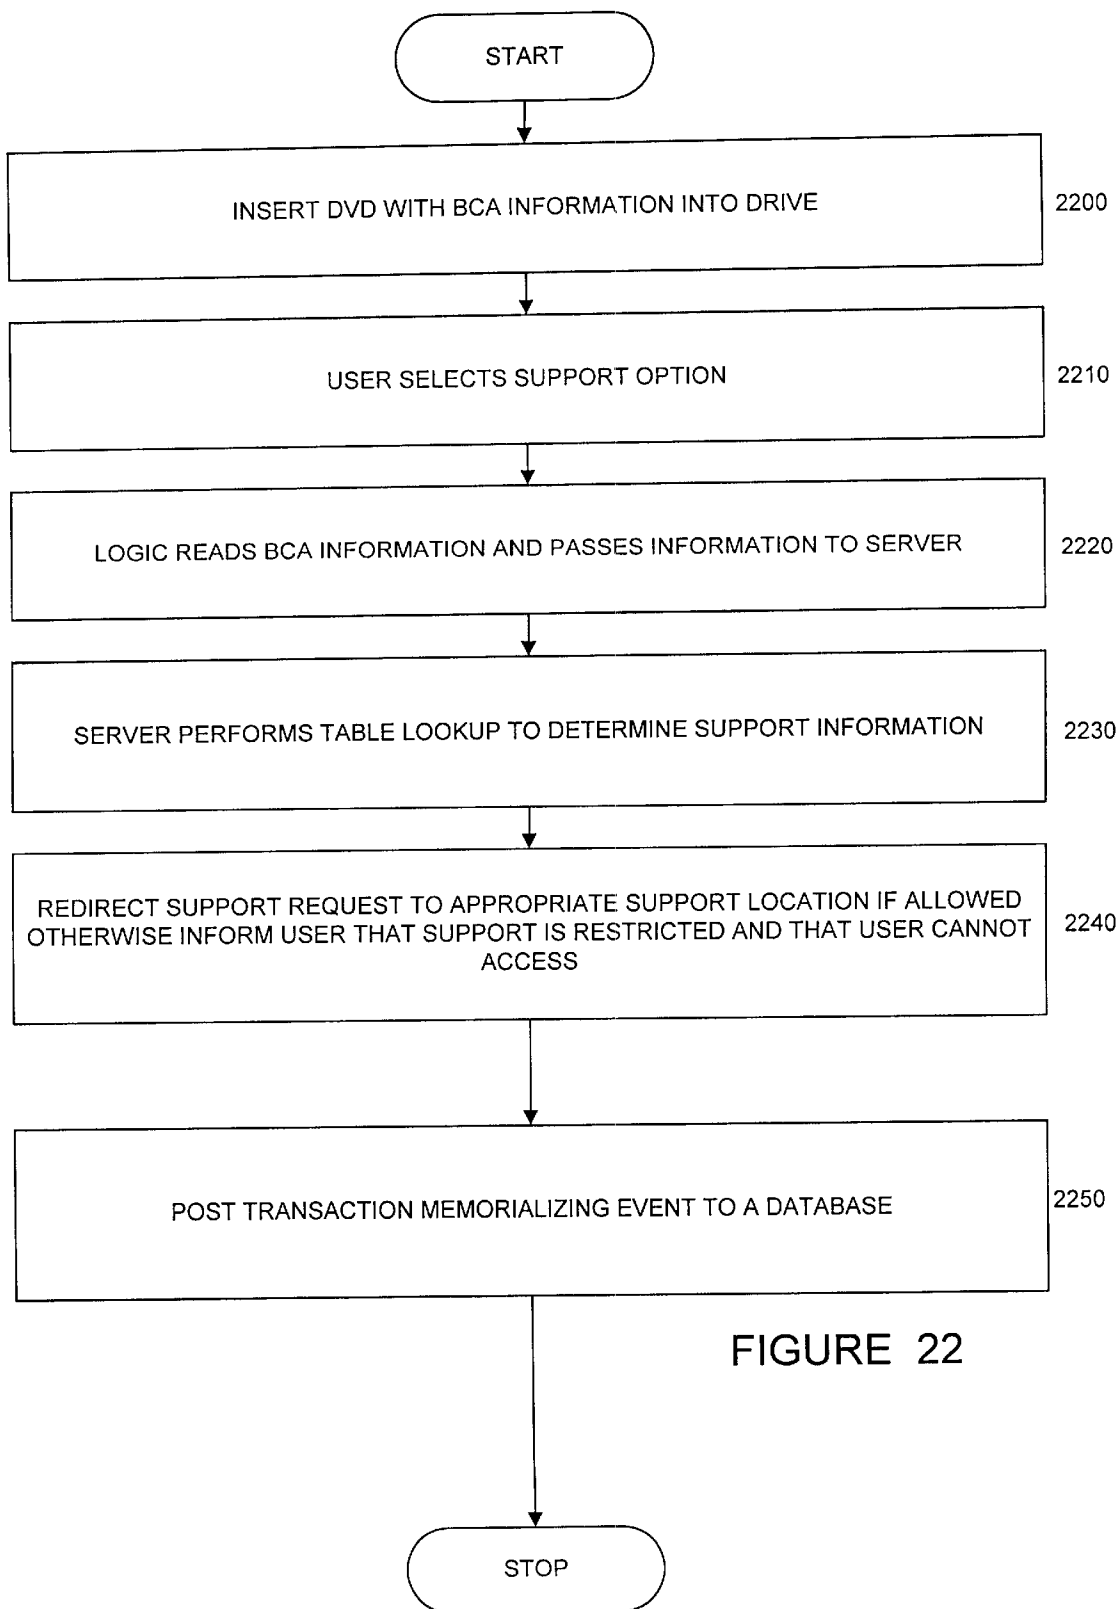 START
INSERT DVD WITH BCA INFORMATION INTO DRIVE
2200
USER SELECTS SUPPORT OPTION
2210
LOGIC READS BCA INFORMATION AND PASSES INFORMATION TO SERVER
2220
SERVER PERFORMS TABLE LOOKUP TO DETERMINE SUPPORT INFORMATION
2230
REDIRECT SUPPORT REQUEST TO APPROPRIATE SUPPORT LOCATION IF ALLOWED
OTHERWISE INFORM USER THAT SUPPORT IS RESTRICTED AND THAT USER CANNOT
ACCESS
2240
POST TRANSACTION MEMORIALIZING EVENT TO A DATABASE
2250
FIGURE 22
STOP